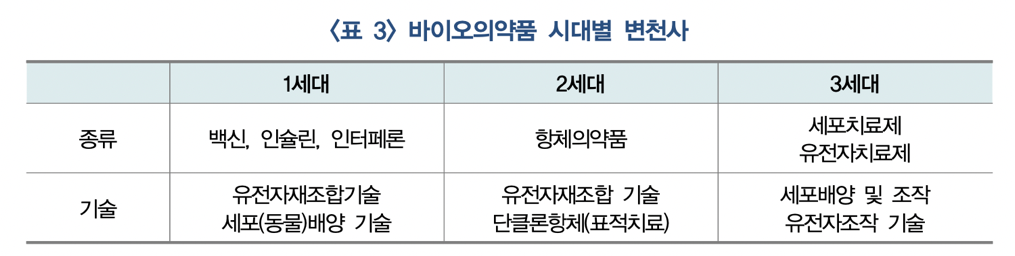 <표 3> 바이오의약품 시대별 변천사
1세대 2세대 3세대
종류 백신, 인슐린, 인터페론 항체의약품 세포치료제
유전자치료제
기술 유전자재조합기술 유전자재조합 기술 세포배양 및 조작
세포(동물)배양 기술 단클론항체(표적치료) 유전자조작 기술